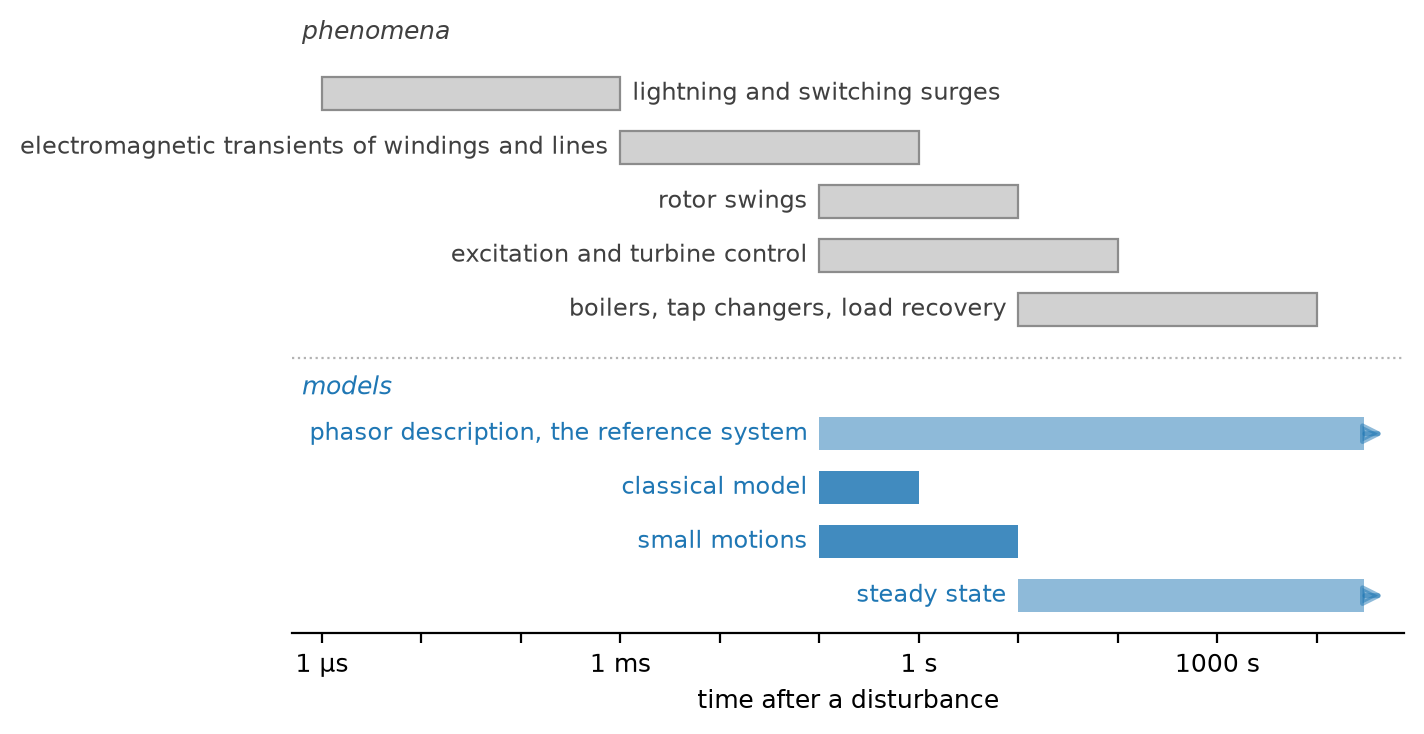 phenomena
lightning and switching surges
electromagnetic transients of windings and lines
rotor swings
excitation and turbine control
boilers, tap changers, load recovery
models
phasor description, the reference system
classical model
small motions
steady state
1 µs 1 ms 1 s 1000 s
time after a disturbance